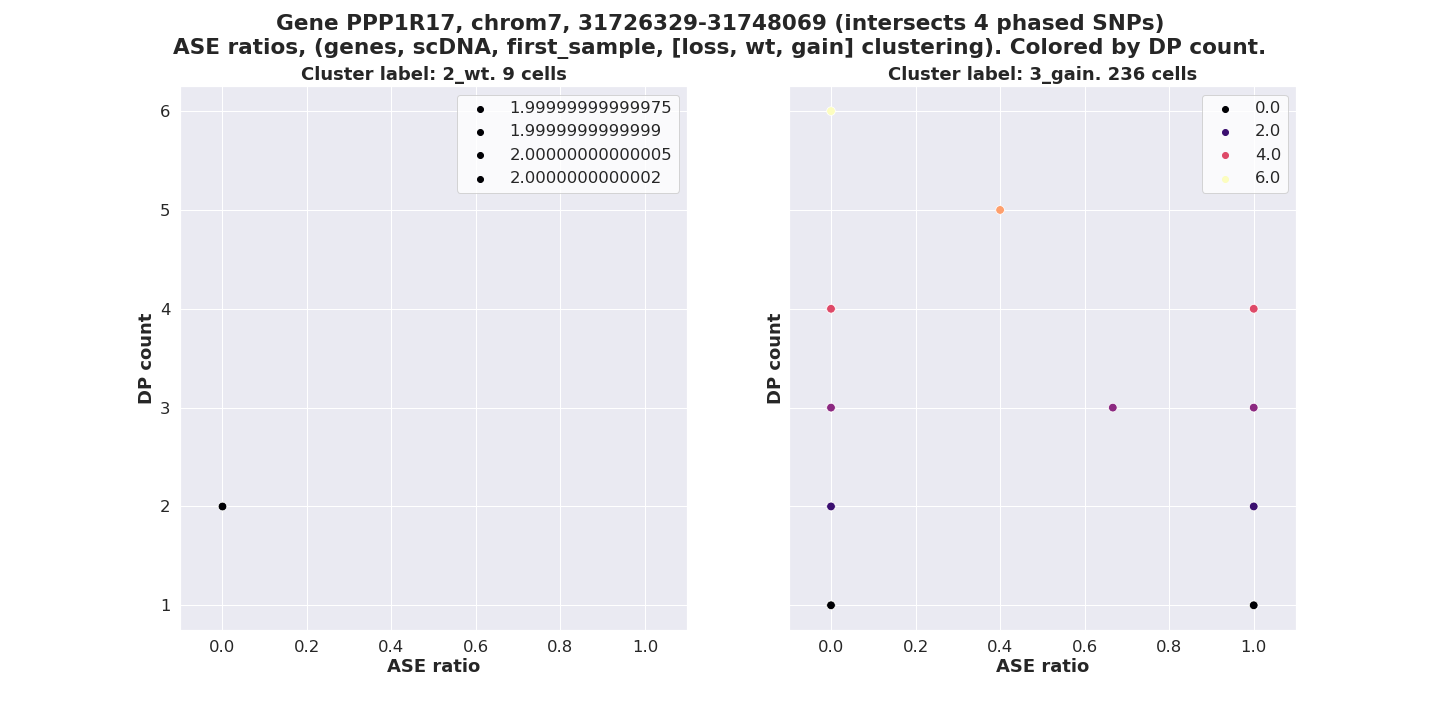 Gene PPP1R17, chrom7, 31726329-31748069 (intersects 4 phased SNPs)
ASE ratios, (genes, scDNA, first_sample, [loss, wt, gain] clustering). Colored by DP count.
Cluster label: 2_wt. 9 cells
1.99999999999975
1.9999999999999
2.00000000000005
2.0000000000002
6
5
4
3
2
1
DP count
0.0 0.2 0.4 0.6 0.8 1.0
ASE ratio
Cluster label: 3_gain. 236 cells
0.0
2.0
4.0
6.0
DP count
0.0 0.2 0.4 0.6 0.8 1.0
ASE ratio